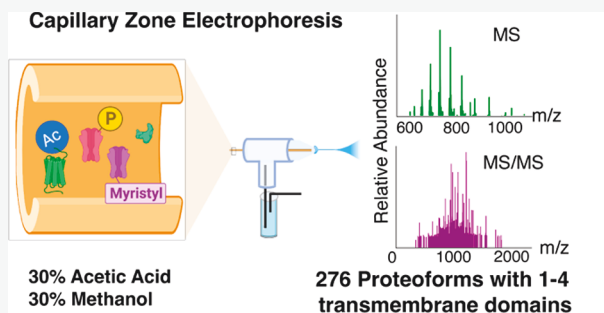 Capillary Zone Electrophoresis
Ac
P
Myristyl
30% Acetic Acid
30% Methanol
Relative Abundance
MS
600 800 1000 m/z
MS/MS
0 1000 2000 m/z
276 Proteoforms with 1-4
transmembrane domains